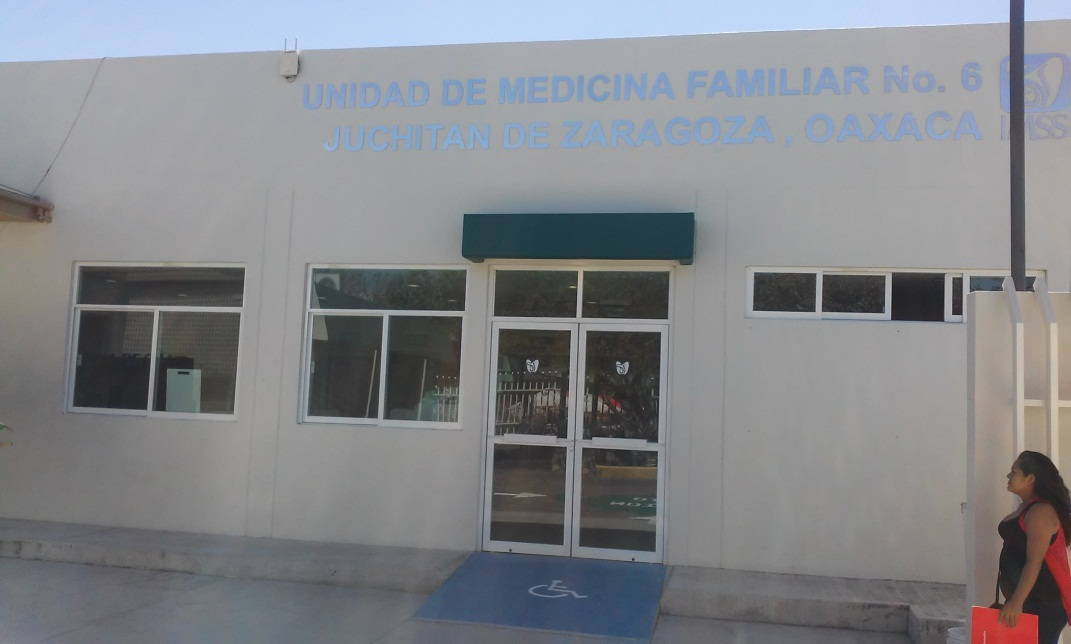 UNIDAD DE MEDICINA FAMILIAR No. 6
JUCHITAN DE ZARAGOZA , OAXACA
IMSS